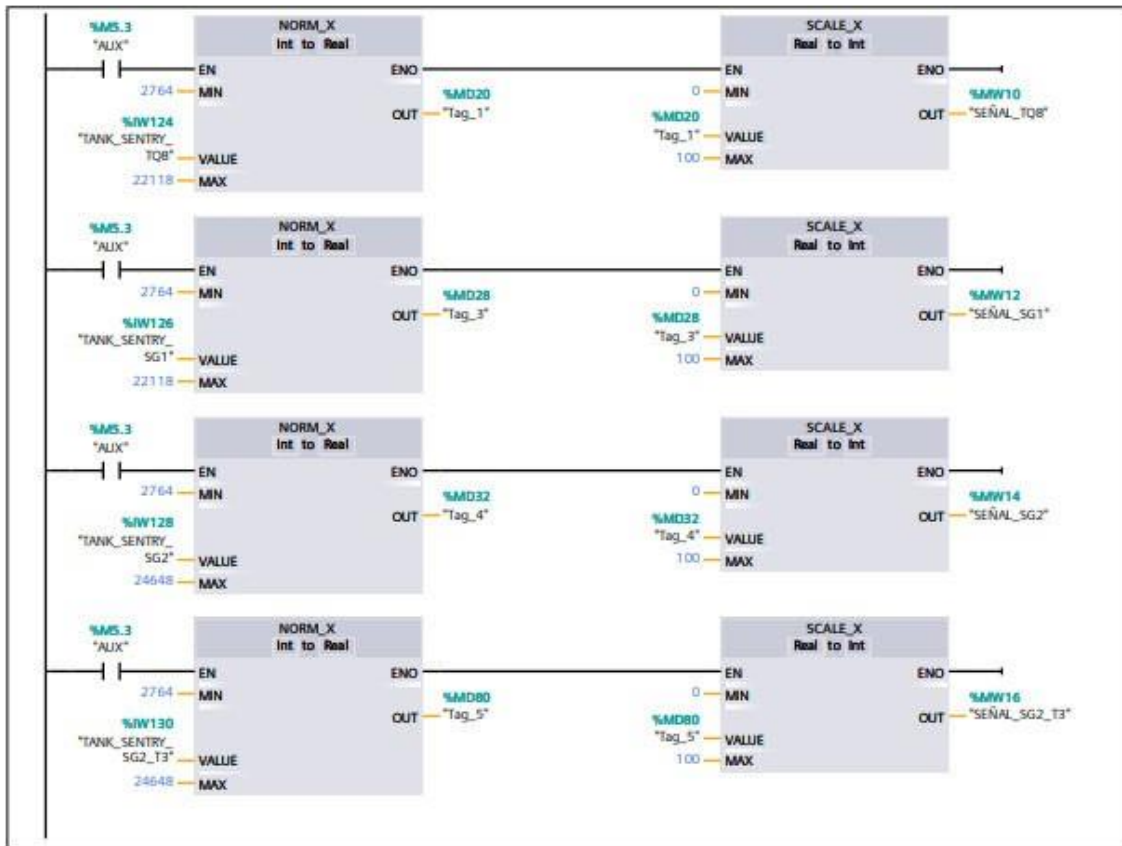 %M5.3
"AUX"
NORM_X
Int to Real
SCALE_X
Real to Int
EN
ENO
EN
ENO
2764
MIN
0
MIN
%MD20
"Tag_1"
OUT
%MW10
"SEÑAL_TQ8"
OUT
%IW124
"TANK_SENTRY_
TQ8"
VALUE
%MD20
"Tag_1"
VALUE
22118
MAX
100
MAX
%M5.3
"AUX"
NORM_X
Int to Real
SCALE_X
Real to Int
EN
ENO
EN
ENO
2764
MIN
0
MIN
%MD28
"Tag_3"
OUT
%MW12
"SEÑAL_SG1"
OUT
%IW126
"TANK_SENTRY_
SG1"
VALUE
%MD28
"Tag_3"
VALUE
22118
MAX
100
MAX
%M5.3
"AUX"
NORM_X
Int to Real
SCALE_X
Real to Int
EN
ENO
EN
ENO
2764
MIN
0
MIN
%MD32
"Tag_4"
OUT
%MW14
"SEÑAL_SG2"
OUT
%IW128
"TANK_SENTRY_
SG2"
VALUE
%MD32
"Tag_4"
VALUE
24648
MAX
100
MAX
%M5.3
"AUX"
NORM_X
Int to Real
SCALE_X
Real to Int
EN
ENO
EN
ENO
2764
MIN
0
MIN
%MD80
"Tag_5"
OUT
%MW16
"SEÑAL_SG2_T3"
OUT
%IW130
"TANK_SENTRY_
SG2_T3"
VALUE
%MD80
"Tag_5"
VALUE
24648
MAX
100
MAX